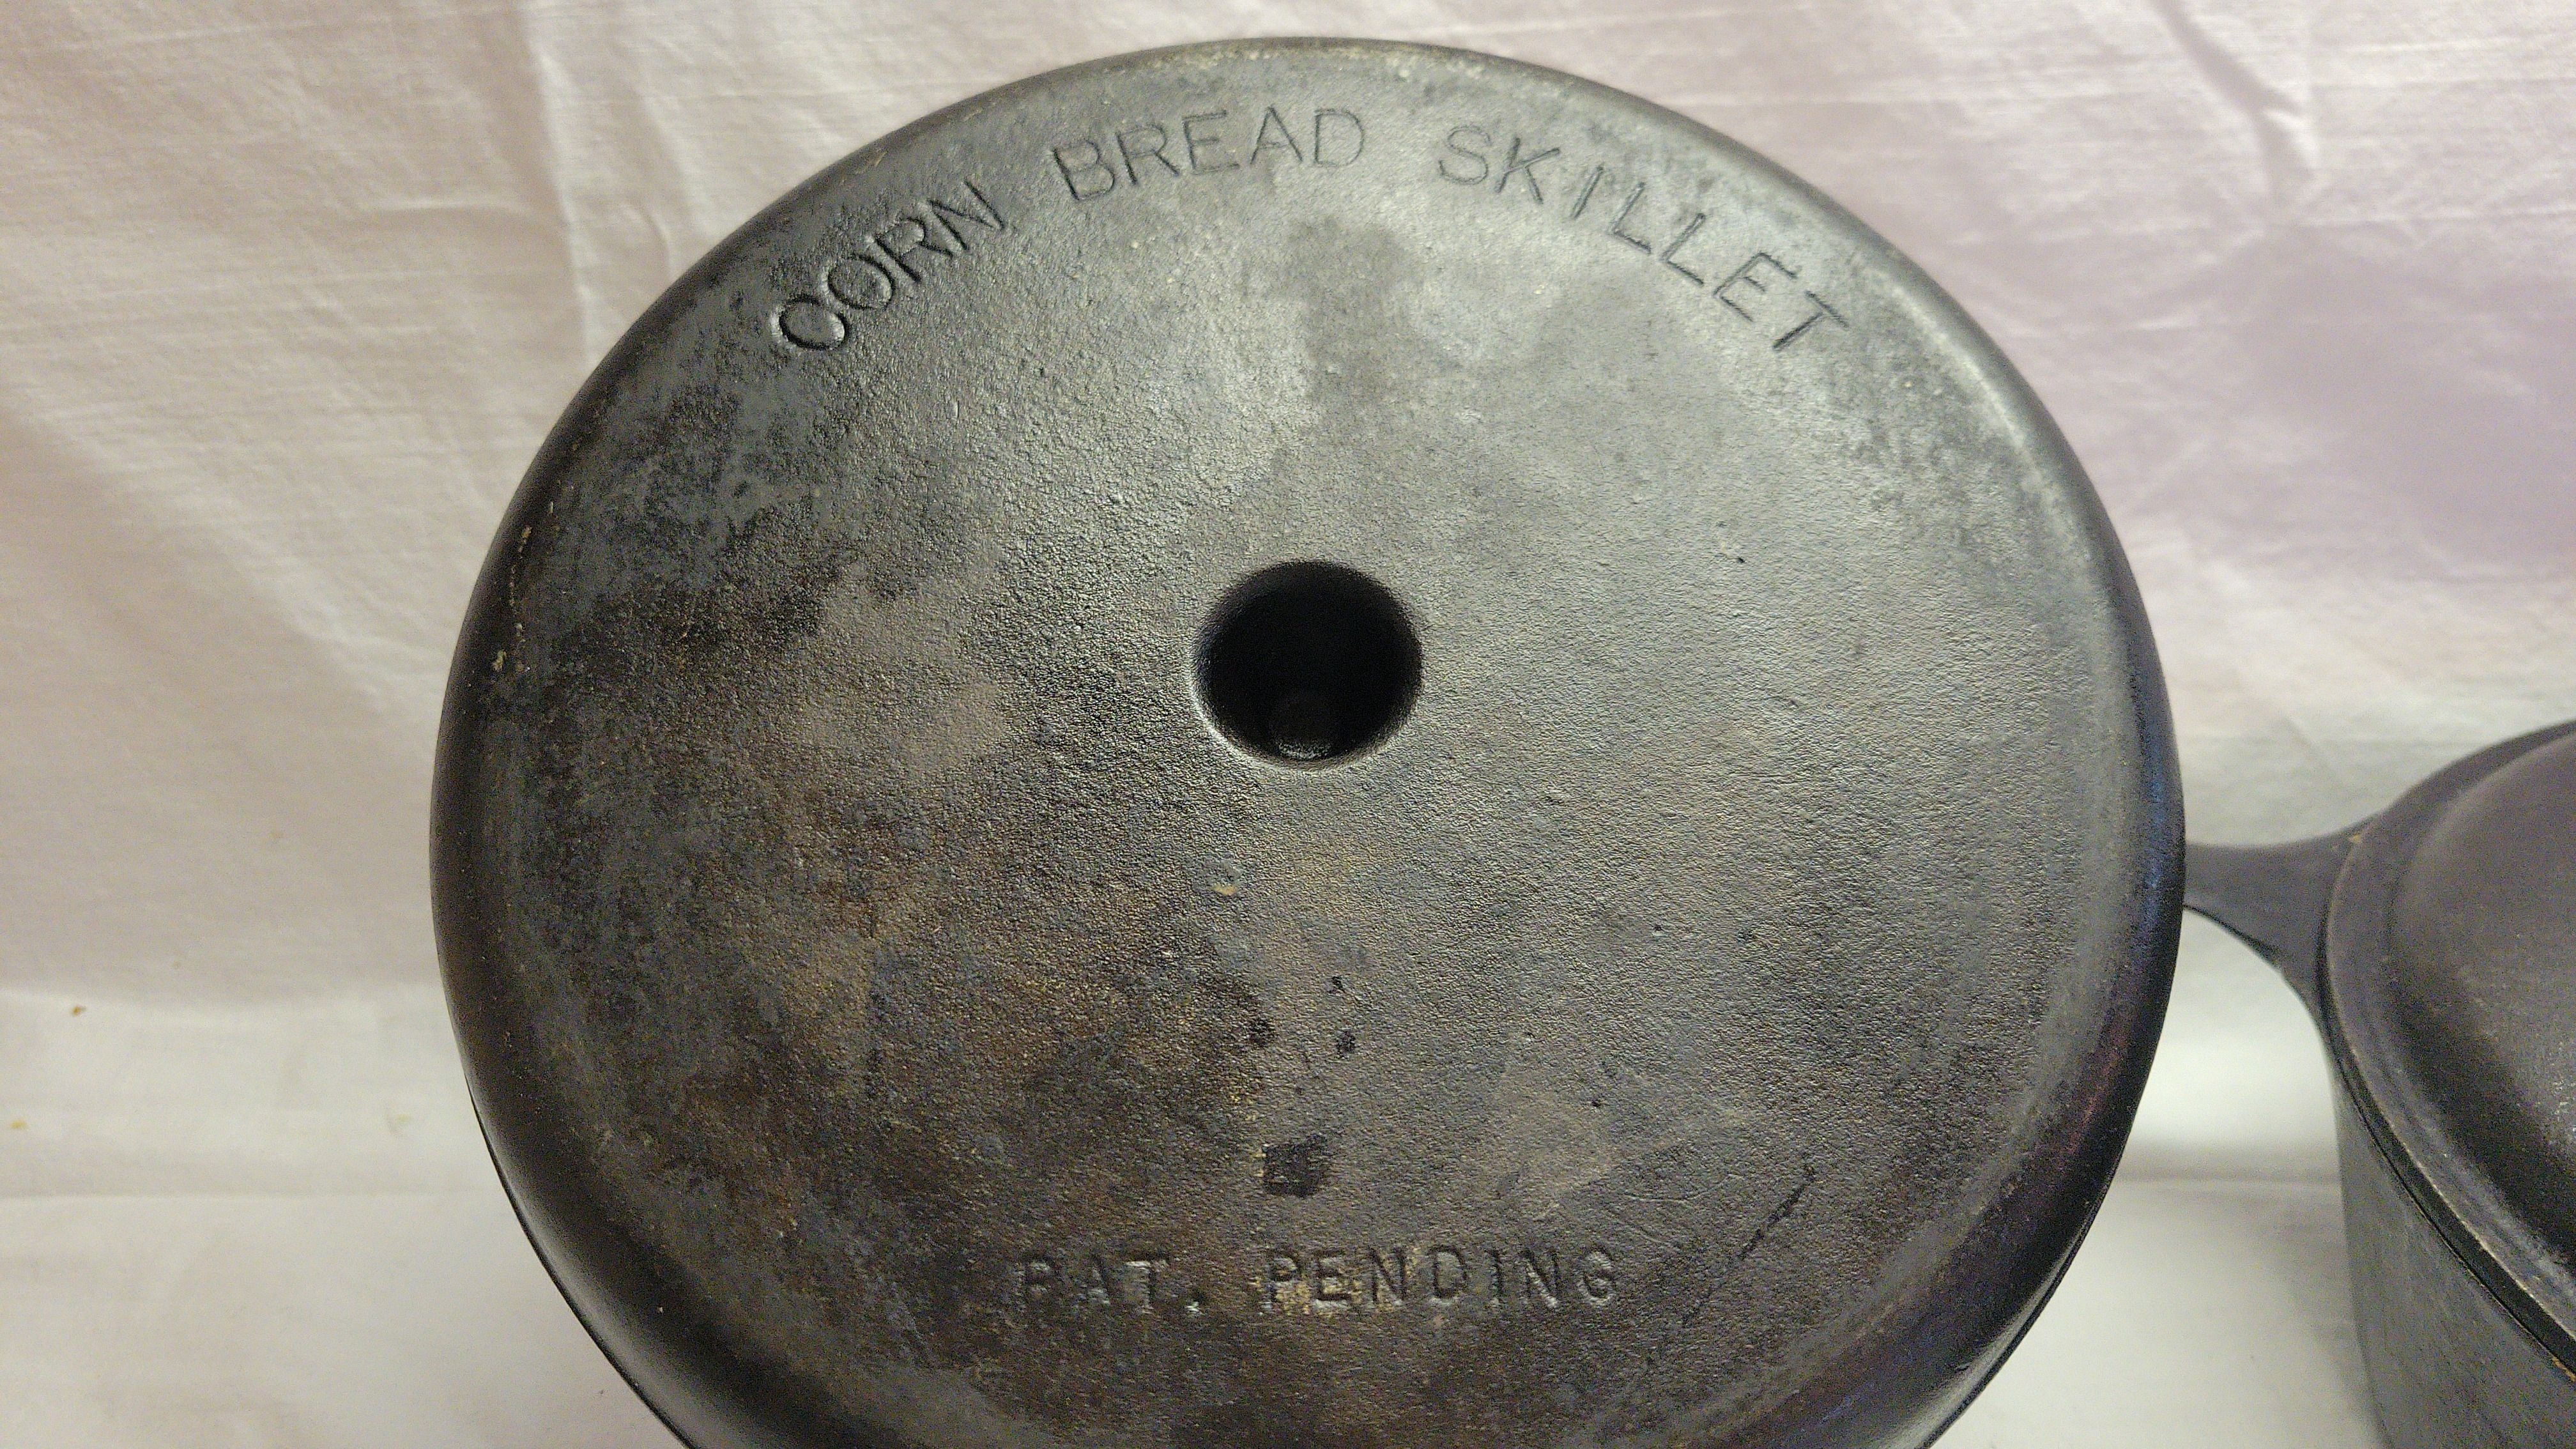 CORN BREAD SKILLET
PAT. PENDING